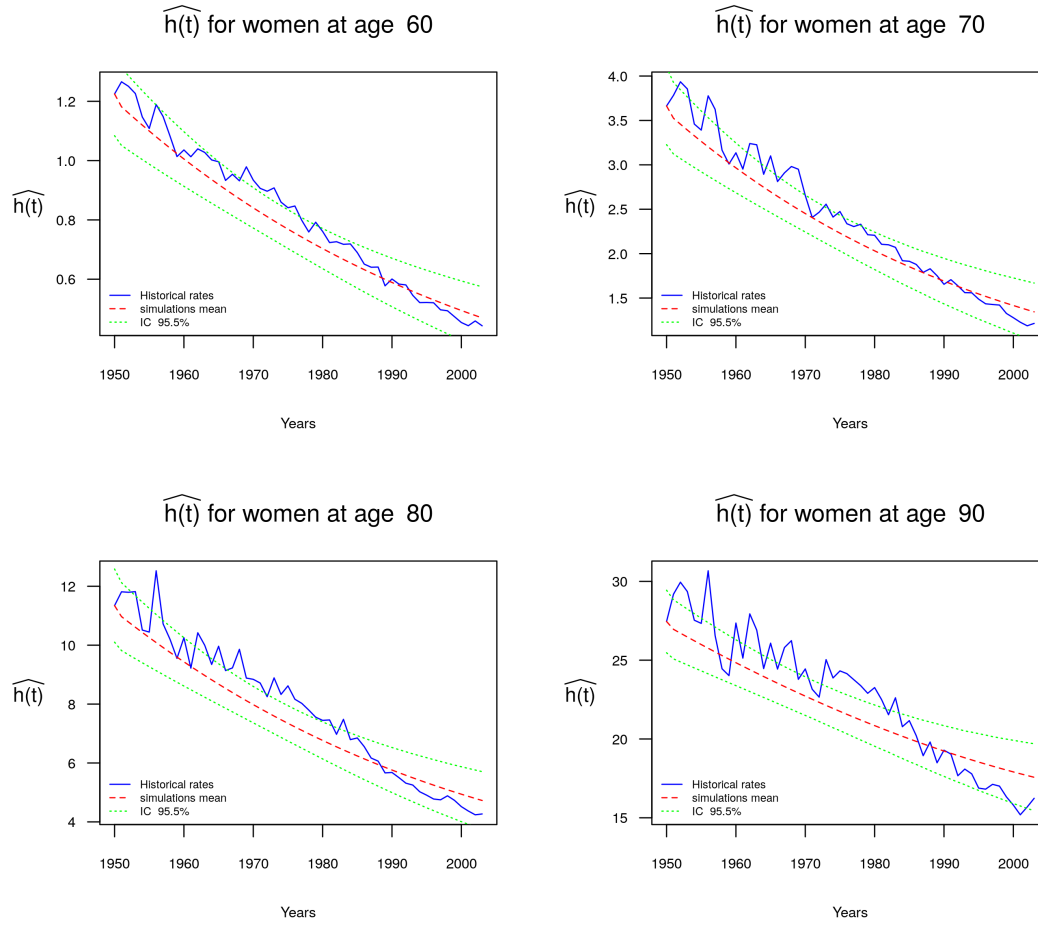 h(t) for women at age 60
1.2
1.0
0.8
0.6
h(t)
Historical rates
simulations mean
IC 95.5%
1950 1960 1970 1980 1990 2000
Years
h(t) for women at age 70
4.0
3.5
3.0
2.5
2.0
1.5
h(t)
Historical rates
simulations mean
IC 95.5%
1950 1960 1970 1980 1990 2000
Years
h(t) for women at age 80
12
10
8
6
4
h(t)
Historical rates
simulations mean
IC 95.5%
1950 1960 1970 1980 1990 2000
Years
h(t) for women at age 90
30
25
20
15
h(t)
Historical rates
simulations mean
IC 95.5%
1950 1960 1970 1980 1990 2000
Years